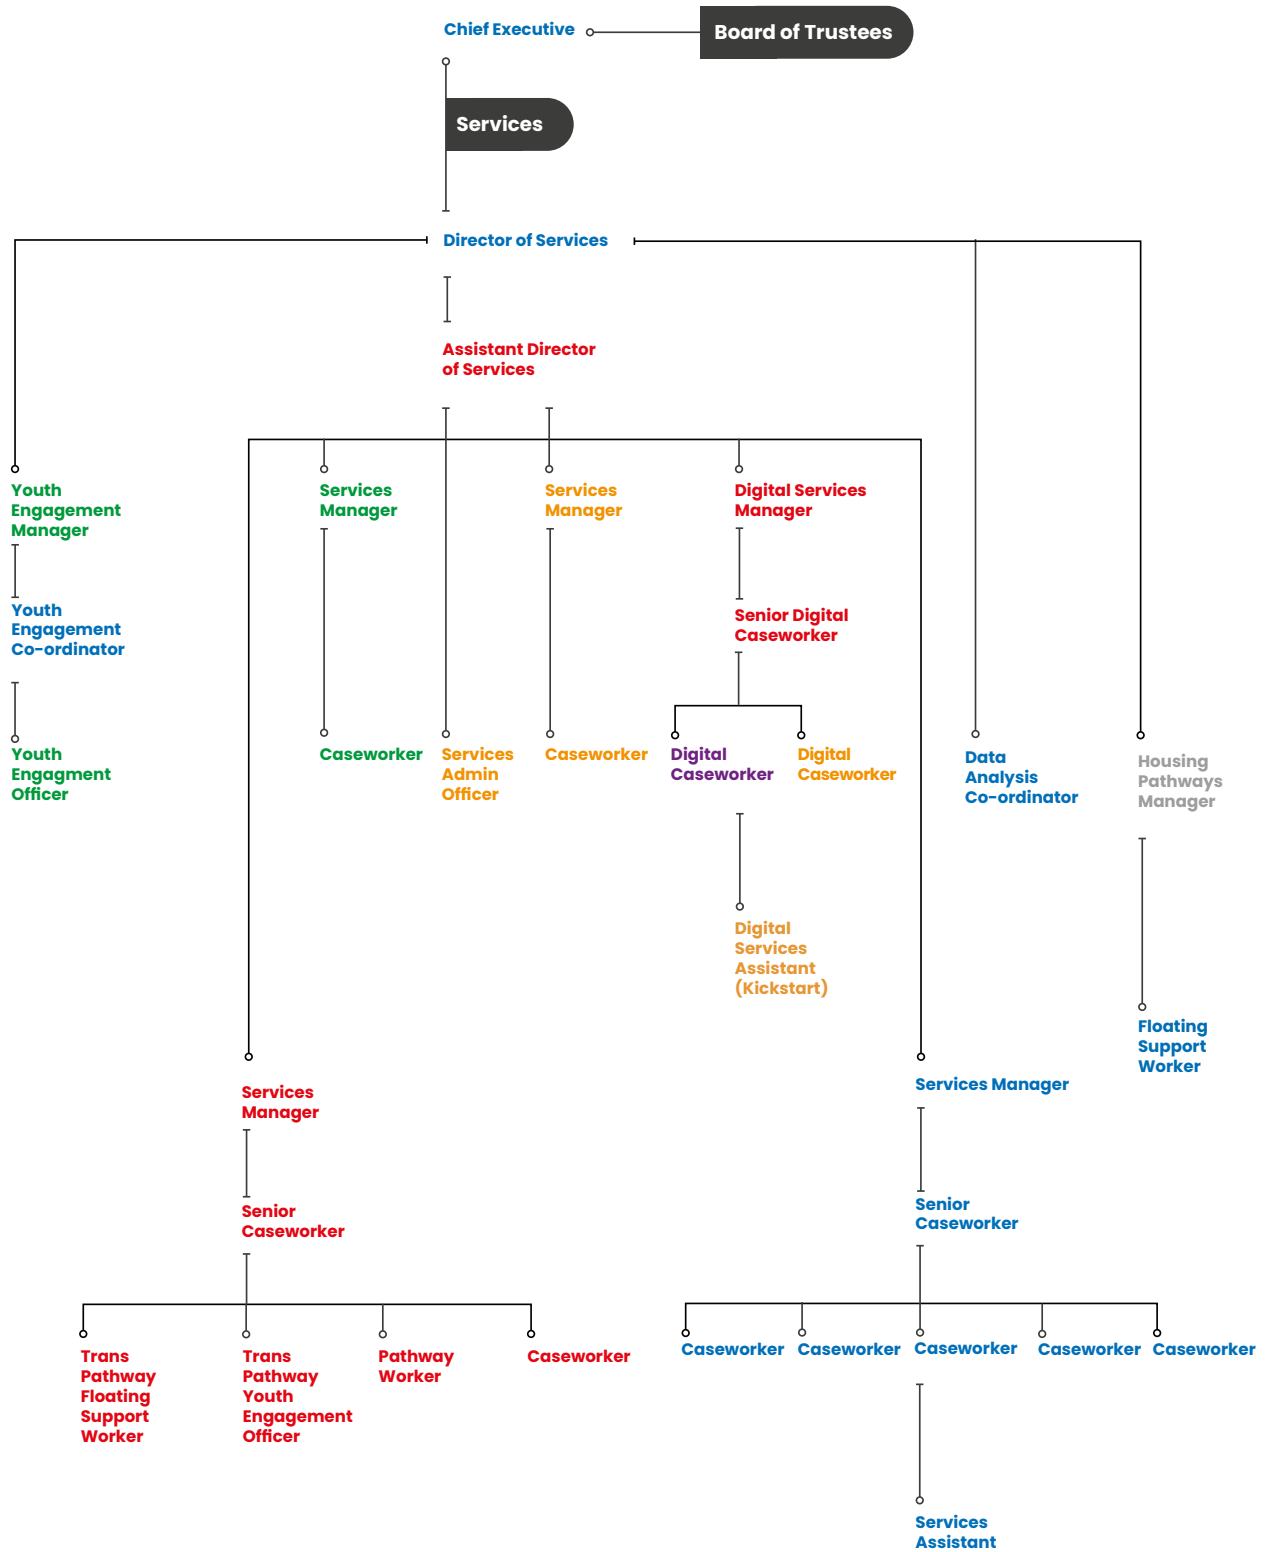 Chief Executive
Board of Trustees
Services
Director of Services
Assistant Director
of Services
Youth
Engagement
Manager
Services
Manager
Services
Manager
Digital Services
Manager
Youth
Engagement
Co-ordinator
Senior Digital
Caseworker
Youth
Engagment
Officer
Caseworker
Services
Admin
Officer
Caseworker
Digital
Caseworker
Digital
Caseworker
Data
Analysis
Co-ordinator
Housing
Pathways
Manager
Digital
Services
Assistant
(Kickstart)
Floating
Support
Worker
Services
Manager
Services Manager
Senior
Caseworker
Senior
Caseworker
Trans
Pathway
Floating
Support
Worker
Trans
Pathway
Youth
Engagement
Officer
Pathway
Worker
Caseworker
Caseworker
Caseworker
Caseworker
Caseworker
Caseworker
Services
Assistant